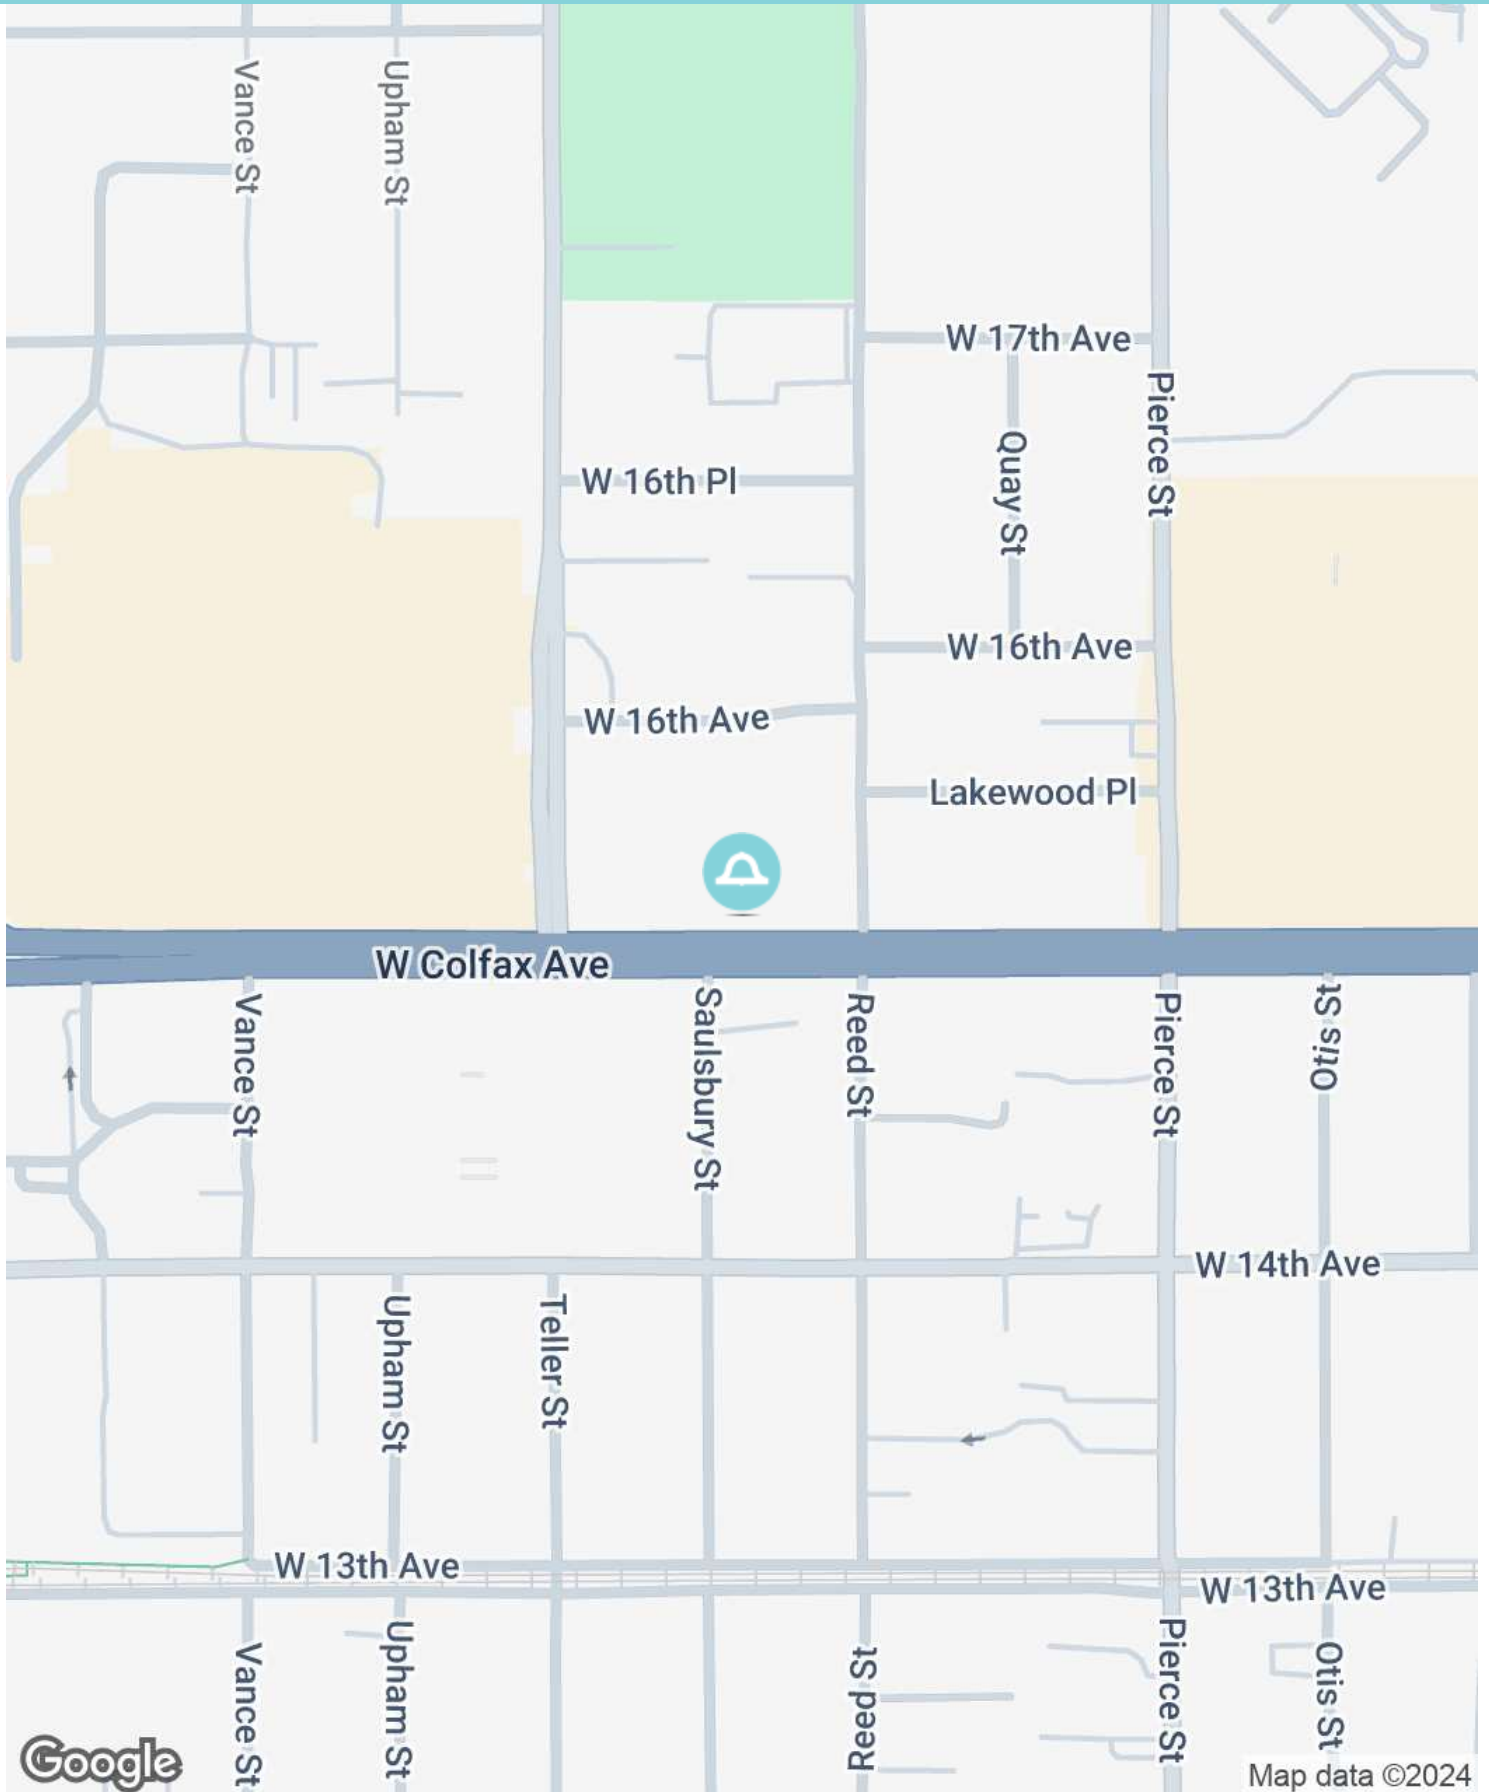 Vance St
Upham St
W 17th Ave
Pierce St
Quay St
W 16th Pl
W 16th Ave
W 16th Ave
Lakewood Pl
W Colfax Ave
Vance St
Saulsbury St
Reed St
Pierce St
Otis St
W 14th Ave
Upham St
Teller St
W 13th Ave
W 13th Ave
Vance St
Upham St
Reed St
Pierce St
Otis St
Google
Map data ©2024